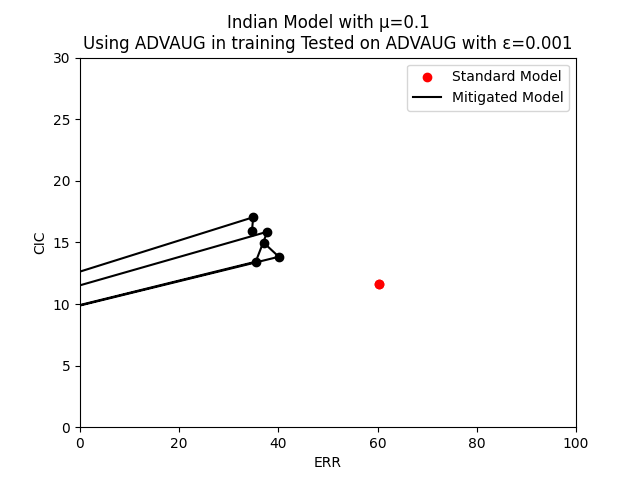 Indian Model with μ=0.1
Using ADVAUG in training Tested on ADVAUG with ε=0.001
30
25
20
15
10
5
0
CIC
Standard Model
Mitigated Model
0 20 40 60 80 100
ERR